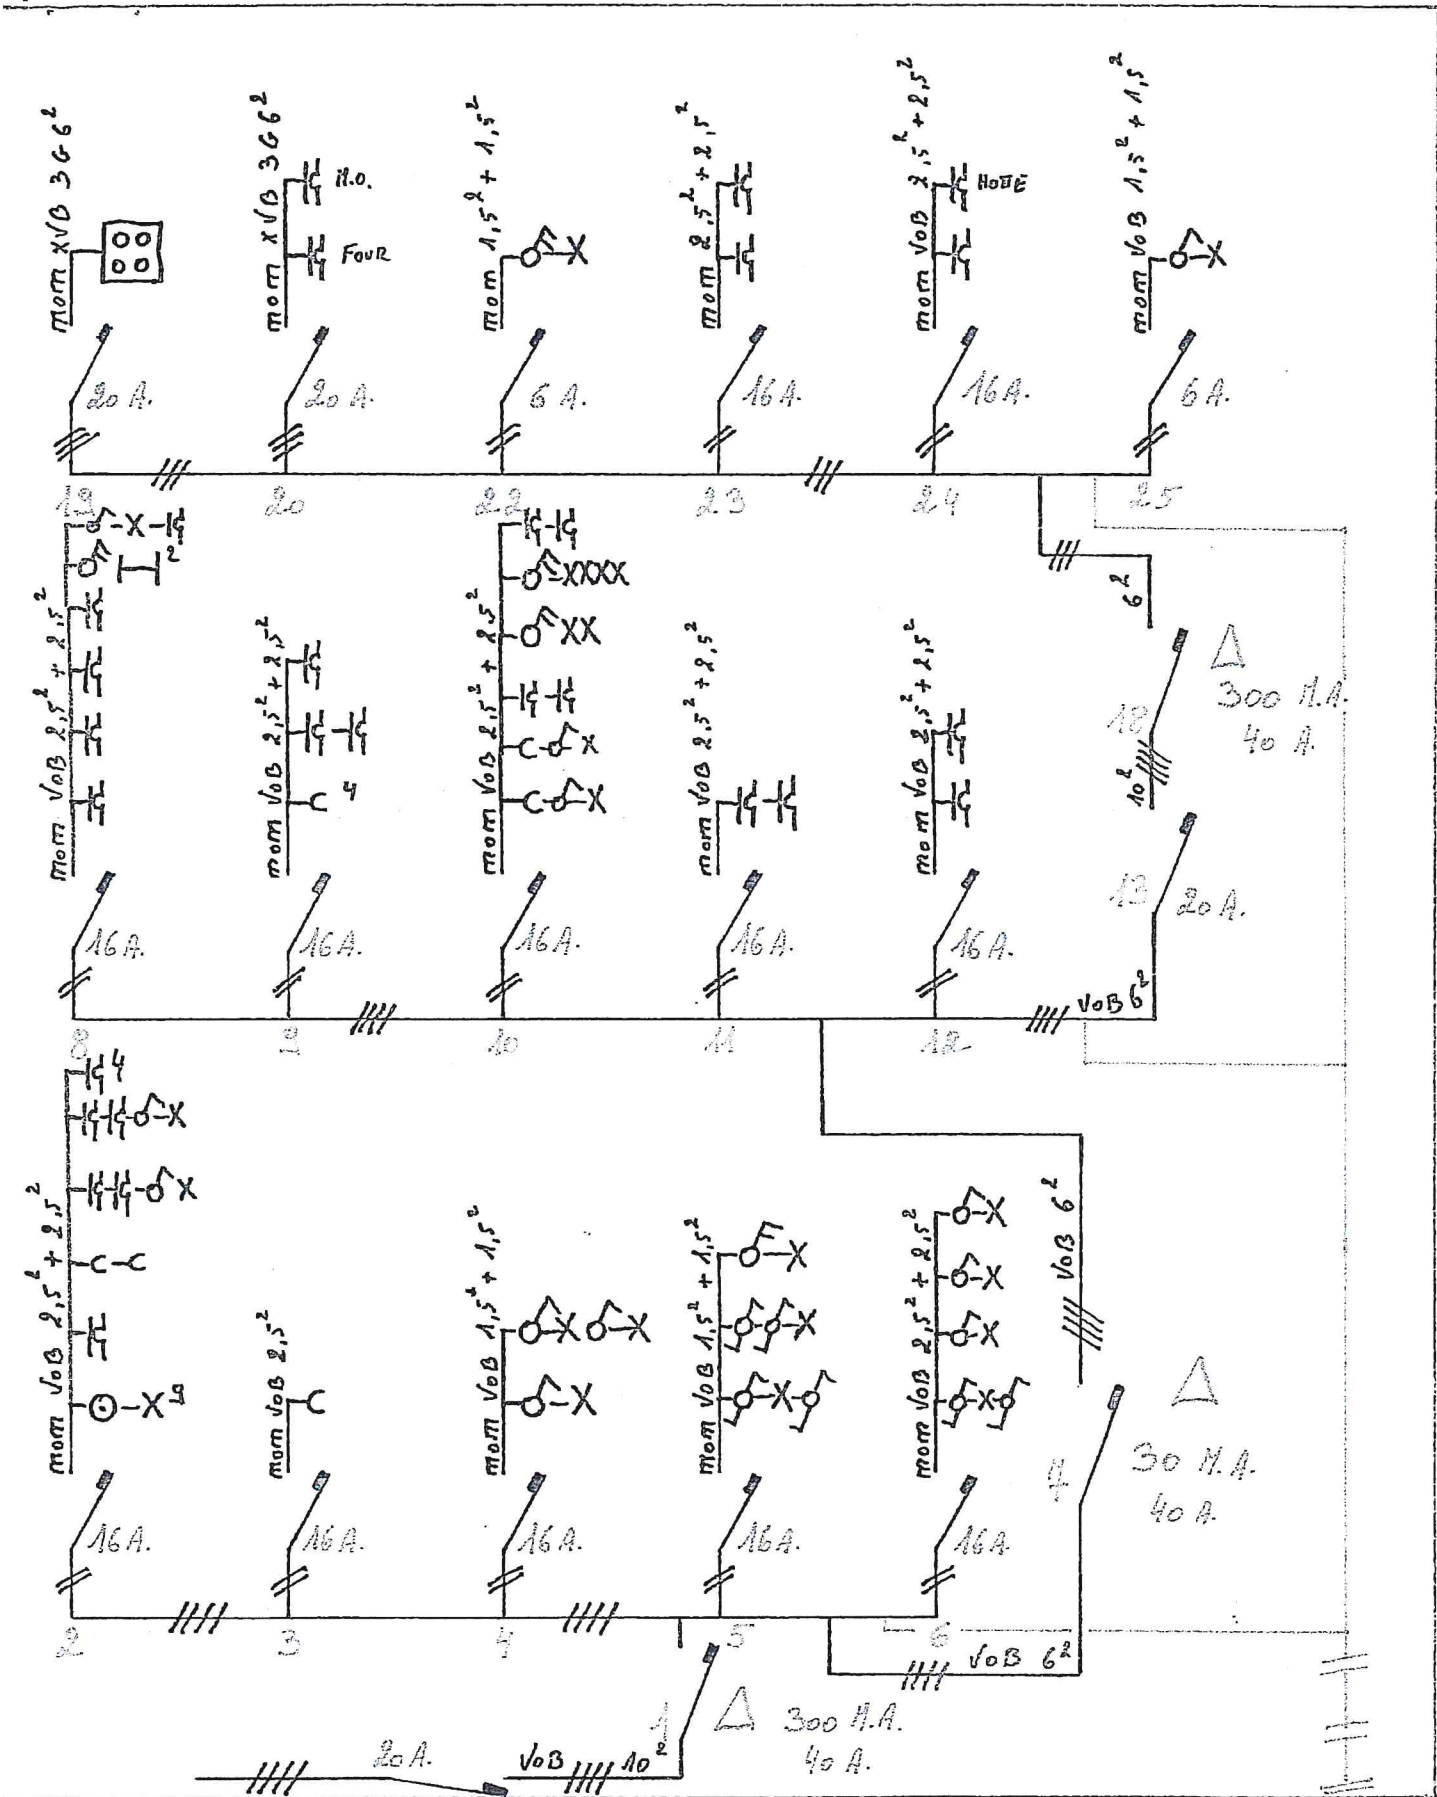 mom XVB 3G6²
mom XVB 3G6²
mom 1,5² + 1,5²
mom 2,5² + 2,5²
mom VOB 2,5² + 2,5²
mom VOB 1,5² + 1,5²
M.O.
FOUR
HOTTE
20 A.
20 A.
6 A.
16 A.
16 A.
6 A.
19
20
22
23
24
25
2
6²
mom VOB 2,5² + 2,5²
mom VOB 2,5² + 2,5²
mom VOB 2,5² + 2,5²
mom VOB 2,5² + 2,5²
mom VOB 2,5² + 2,5²
4
300 M.A.
40 A.
18
10²
13
20 A.
16 A.
16 A.
16 A.
16 A.
16 A.
VOB 6²
8
9
10
11
12
4
mom VOB 2,5² + 2,5²
mom VOB 2,5²
mom VOB 1,5² + 1,5²
mom VOB 1,5² + 1,5²
mom VOB 2,5² + 2,5²
VOB 6²
7
30 M.A.
40 A.
16 A.
16 A.
16 A.
16 A.
16 A.
2
3
4
5
6
VOB 6²
1
300 M.A.
40 A.
20 A.
VOB 10²